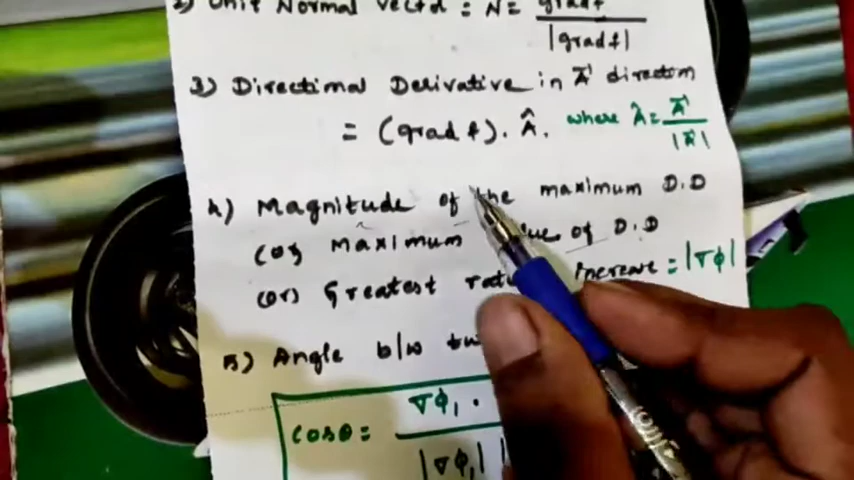 2) Unit Normal Vector = N = grad f / |grad f|
3) Directional Derivative in A⃗ direction
= (grad f). Â. where Â = A⃗ / |A⃗|
4) Magnitude of the maximum D.D
(or) maximum of D.D
(or) Greatest rate increase = |∇φ|
5) Angle b/w
cosθ = ∇φ₁ . / |∇φ₁| |